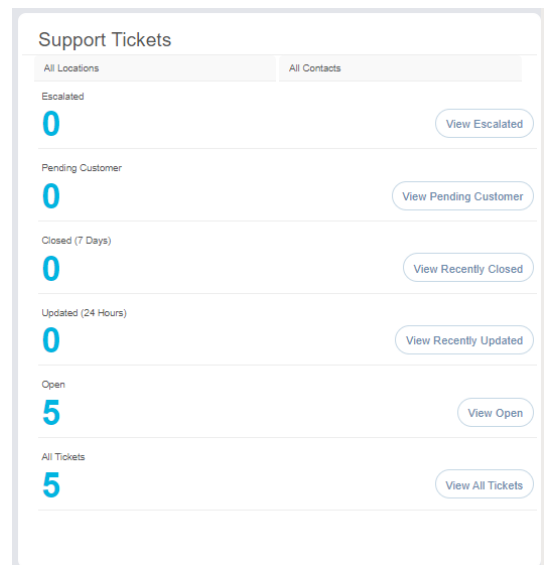 Support Tickets
All Locations All Contacts
Escalated
0 View Escalated
Pending Customer
0 View Pending Customer
Closed (7 Days)
0 View Recently Closed
Updated (24 Hours)
0 View Recently Updated
Open
5 View Open
All Tickets
5 View All Tickets